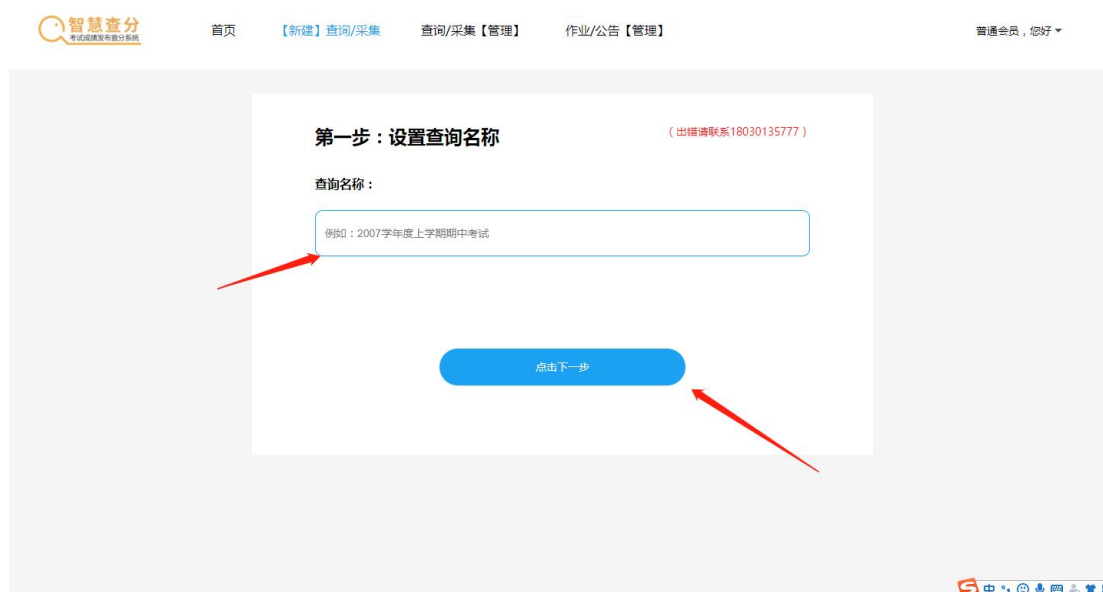 智慧查分
考试成绩发布查分系统
首页
【新建】查询/采集
查询/采集【管理】
作业/公告【管理】
普通会员，您好
第一步：设置查询名称
（出错请联系18030135777）
查询名称：
例如：2007学年度上学期期中考试
点击下一步
中